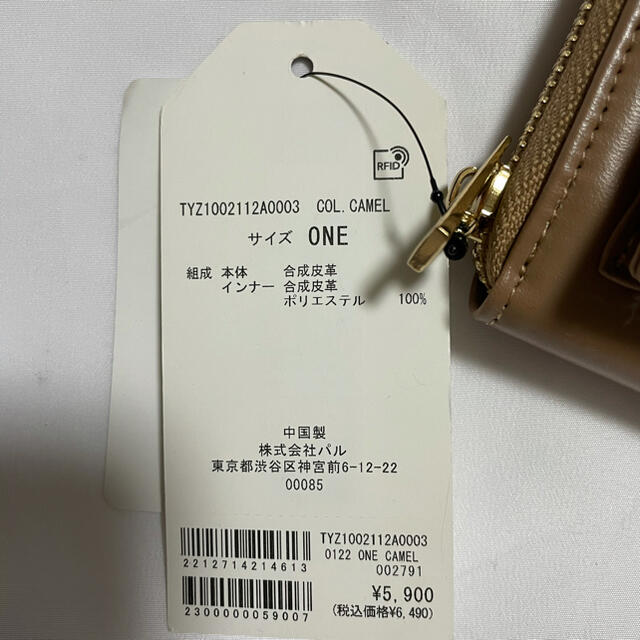 RFID
TYZ1002112A0003 COL.CAMEL
サイズ ONE
組成 本体 合成皮革
インナー 合成皮革
ポリエステル 100%
中国製
株式会社パル
東京都渋谷区神宮前6-12-22
00085
TYZ1002112A0003
2212714214613 0122 ONE CAMEL
002791
¥5,900
2300000059007 (税込価格¥6,490)